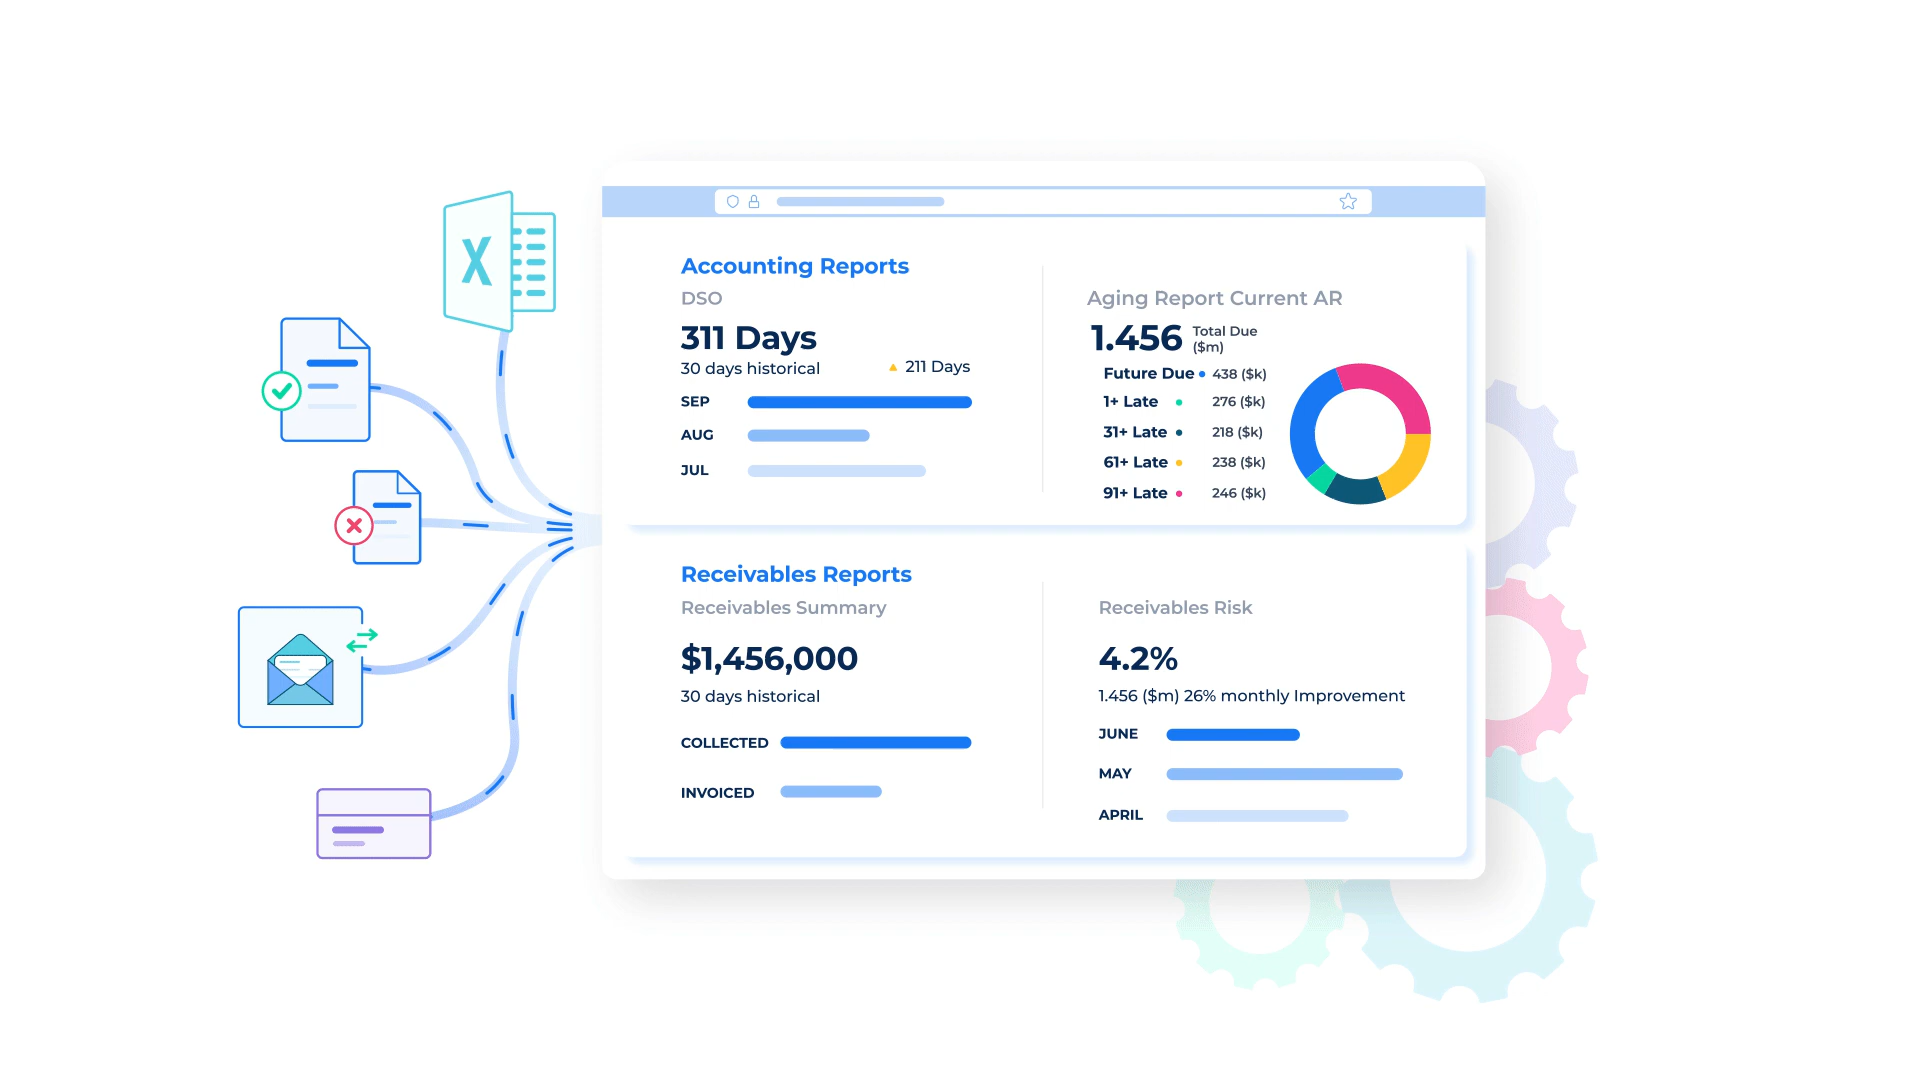 X
Accounting Reports
DSO
311 Days
30 days historical
211 Days
SEP
AUG
JUL
Aging Report Current AR
1.456 Total Due
($m)
Future Due 438 ($k)
1+ Late 276 ($k)
31+ Late 218 ($k)
61+ Late 238 ($k)
91+ Late 246 ($k)
Receivables Reports
Receivables Summary
$1,456,000
30 days historical
COLLECTED
INVOICED
Receivables Risk
4.2%
1.456 ($m) 26% monthly Improvement
JUNE
MAY
APRIL